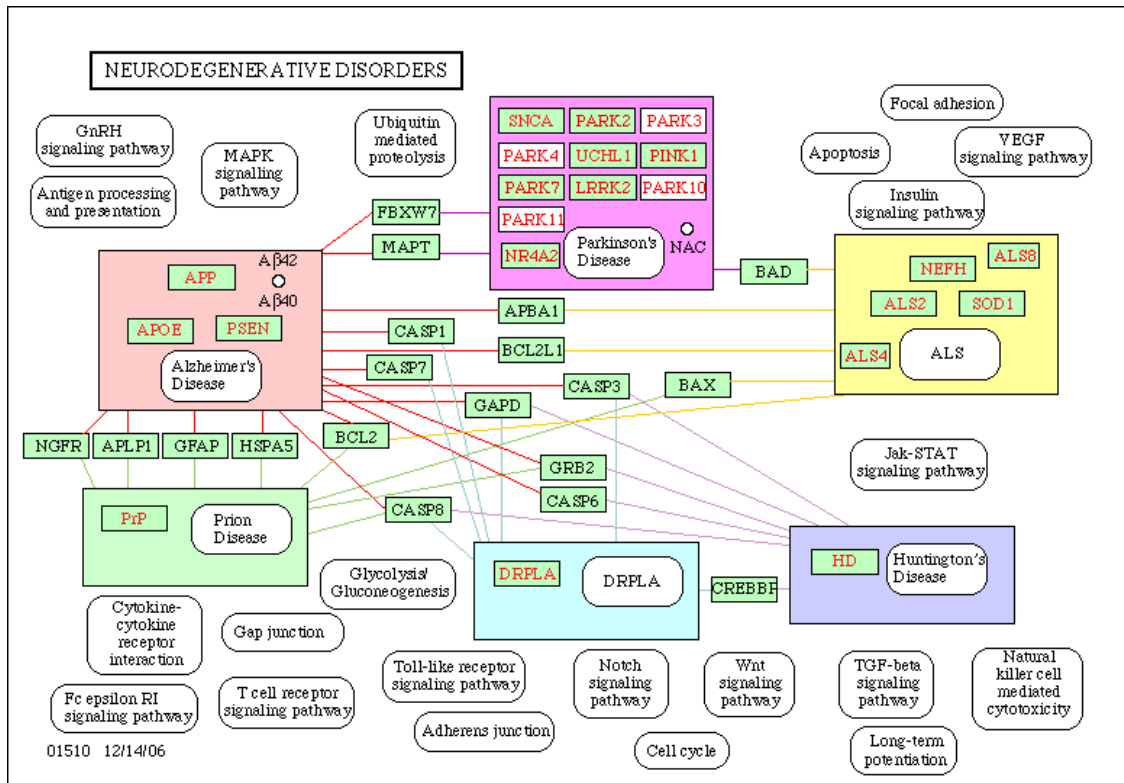 NEURODEGENERATIVE DISORDERS
GnRH
signaling pathway
MAPK
signalling
pathway
Antigen processing
and presentation
Ubiquitin
mediated
proteolysis
Focal adhesion
VEGF
signaling pathway
Apoptosis
Insulin
signaling pathway
SNCA
PARK2
PARK3
PARK4
UCHL1
PINK1
PARK7
LRRK2
PARK10
PARK11
NR4A2
Parkinson's
Disease
NAC
FBXW7
MAPT
BAD
APP
Aβ42
Aβ40
APOE
PSEN
Alzheimer's
Disease
NEFH
ALS8
ALS2
SOD1
ALS4
ALS
APBA1
CASP1
BCL2L1
CASP7
CASP3
BAX
GAPD
NGFR
APLP1
GFAP
HSPA5
BCL2
GRB2
CASP6
CASP8
Jak-STAT
signaling pathway
PrP
Prion
Disease
DRPLA
DRPLA
CREBBP
HD
Huntington's
Disease
Glycolysis/
Gluconeogenesis
Cytokine-
cytokine
receptor
interaction
Gap junction
Fc epsilon RI
signaling pathway
T cell receptor
signaling pathway
Toll-like receptor
signaling pathway
Adherens junction
Notch
signaling
pathway
Wnt
signaling
pathway
Cell cycle
TGF-beta
signaling
pathway
Long-term
potentiation
Natural
killer cell
mediated
cytotoxicity
01510 12/14/06